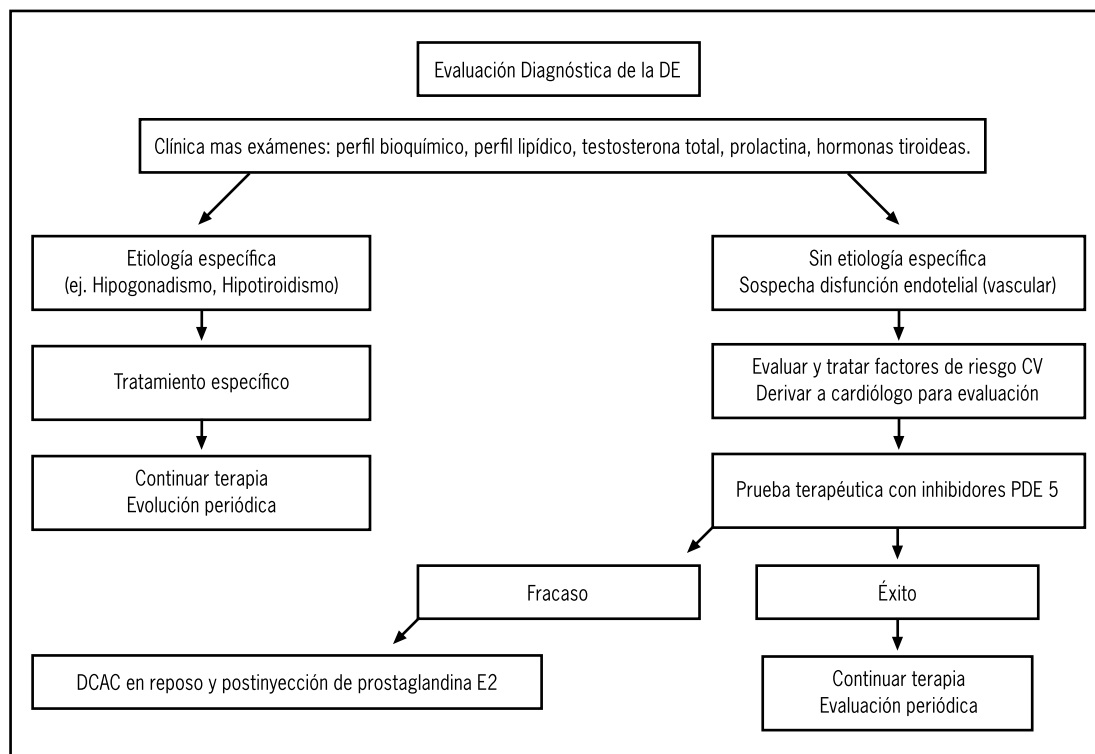 Evaluación Diagnóstica de la DE
Clínica mas exámenes: perfil bioquímico, perfil lipídico, testosterona total, prolactina, hormonas tiroideas.
Etiología específica
(ej. Hipogonadismo, Hipotiroidismo)
Tratamiento específico
Continuar terapia
Evolución periódica
Sin etiología específica
Sospecha disfunción endotelial (vascular)
Evaluar y tratar factores de riesgo CV
Derivar a cardiólogo para evaluación
Prueba terapéutica con inhibidores PDE 5
Fracaso
DCAC en reposo y postinyección de prostaglandina E2
Éxito
Continuar terapia
Evaluación periódica